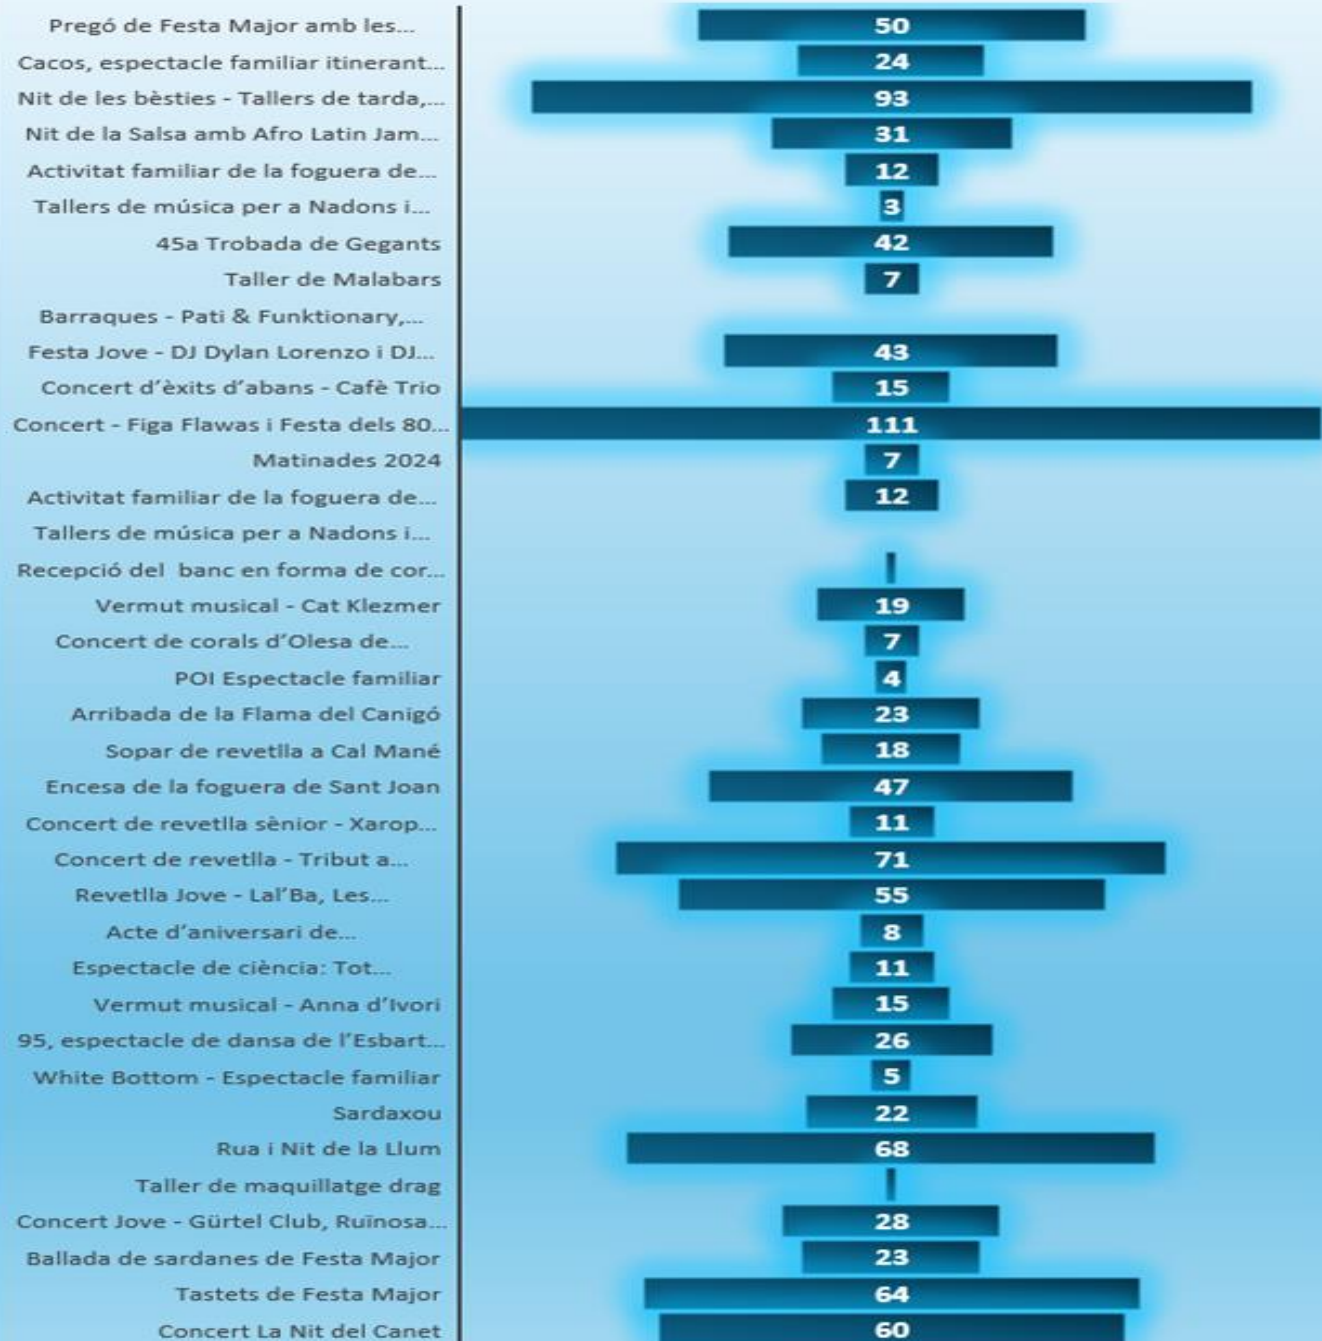 Pregó de Festa Major amb les... 50
Cacos, espectacle familiar itinerant... 24
Nit de les bèsties - Tallers de tarda,... 93
Nit de la Salsa amb Afro Latin Jam... 31
Activitat familiar de la foguera de... 12
Tallers de música per a Nadons i... 3
45a Trobada de Gegants 42
Taller de Malabars 7
Barraques - Pati & Funktionary,...
Festa Jove - DJ Dylan Lorenzo i DJ... 43
Concert d’èxits d’abans - Cafè Trio 15
Concert - Figa Flawas i Festa dels 80... 111
Matinades 2024 7
Activitat familiar de la foguera de... 12
Tallers de música per a Nadons i...
Recepció del  banc en forma de cor...
Vermut musical - Cat Klezmer 19
Concert de corals d’Olesa de... 7
POI Espectacle familiar 4
Arribada de la Flama del Canigó 23
Sopar de revetlla a Cal Mané 18
Encesa de la foguera de Sant Joan 47
Concert de revetlla sènior - Xarop... 11
Concert de revetlla - Tribut a... 71
Revetlla Jove - Lal’Ba, Les... 55
Acte d’aniversari de... 8
Espectacle de ciència: Tot... 11
Vermut musical - Anna d’Ivori 15
95, espectacle de dansa de l’Esbart... 26
White Bottom - Espectacle familiar 5
Sardaxou 22
Rua i Nit de la Llum 68
Taller de maquillatge drag
Concert Jove - Gürtel Club, Ruïnosa... 28
Ballada de sardanes de Festa Major 23
Tastets de Festa Major 64
Concert La Nit del Canet 60